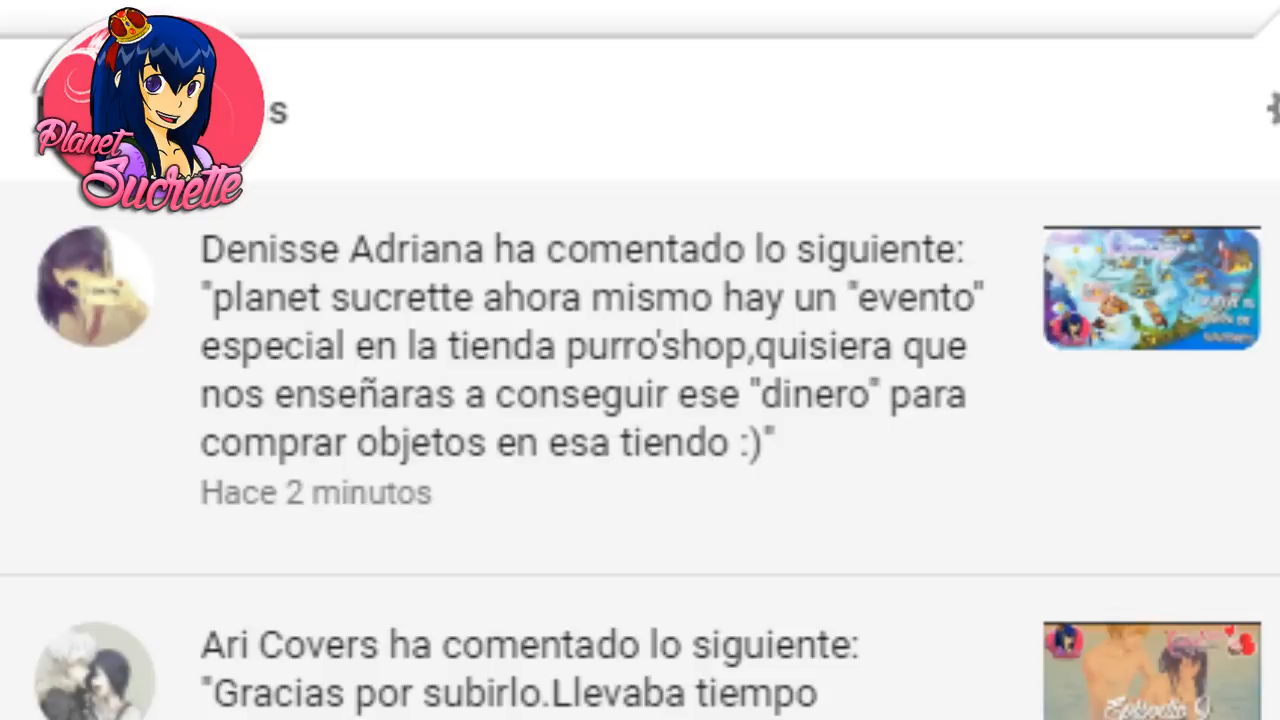 Planet
Sucrette
s
Denisse Adriana ha comentado lo siguiente:
"planet sucrette ahora mismo hay un "evento"
especial en la tienda purro'shop,quisiera que
nos enseñaras a conseguir ese "dinero" para
comprar objetos en esa tiendo :)"
Hace 2 minutos
Ari Covers ha comentado lo siguiente:
"Gracias por subirlo.Llevaba tiempo